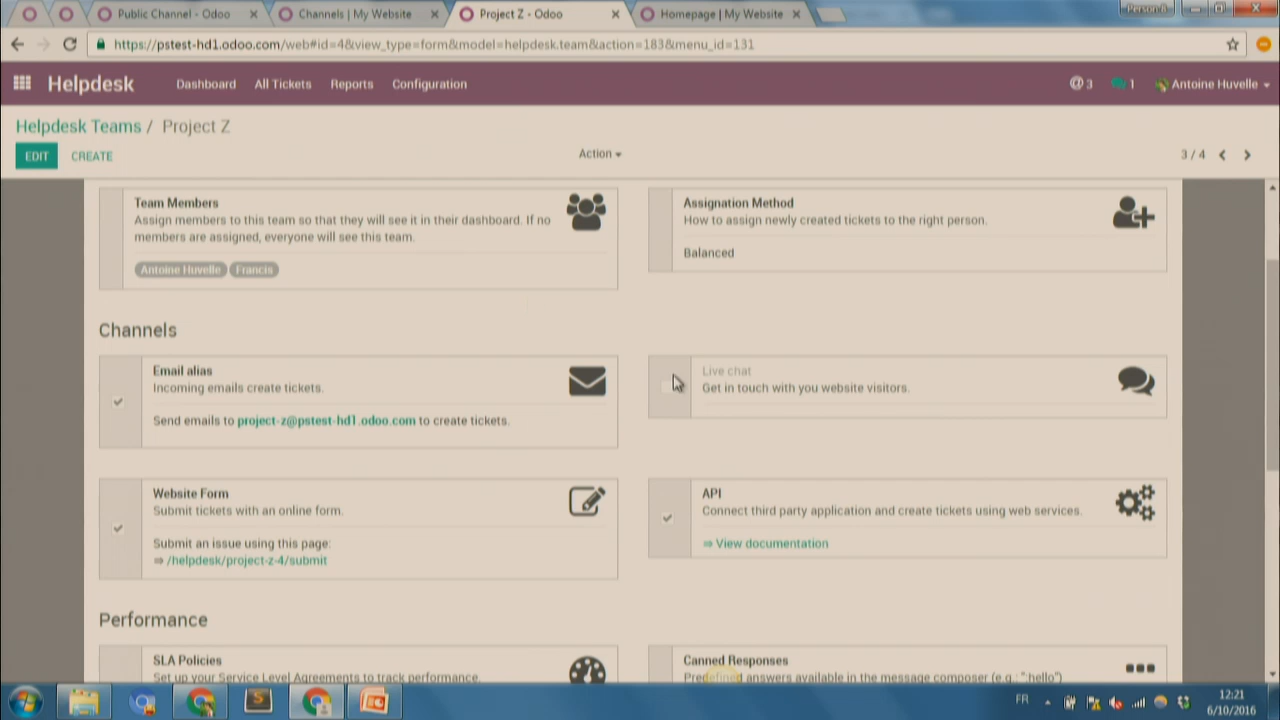 Public Channel - Odoo
Channels | My Website
Project Z - Odoo
Homepage | My Website
Person 6
https://pstest-hd1.odoo.com/web#id=4&view_type=form&model=helpdesk.team&action=183&menu_id=131
Helpdesk Dashboard All Tickets Reports Configuration
@ 3 1 Antoine Huvelle
Helpdesk Teams / Project Z
EDIT CREATE Action 3 / 4
Team Members
Assign members to this team so that they will see it in their dashboard. If no
members are assigned, everyone will see this team.
Antoine Huvelle Francis
Assignation Method
How to assign newly created tickets to the right person.
Balanced
Channels
Email alias
Incoming emails create tickets.
Send emails to project-z@pstest-hd1.odoo.com to create tickets.
Live chat
Get in touch with you website visitors.
Website Form
Submit tickets with an online form.
Submit an issue using this page:
⇒ /helpdesk/project-z-4/submit
API
Connect third party application and create tickets using web services.
⇒ View documentation
Performance
SLA Policies
Set up your Service Level Agreements to track performance.
Canned Responses
Predefined answers available in the message composer (e.g.: ":hello")
FR
12:21
6/10/2016